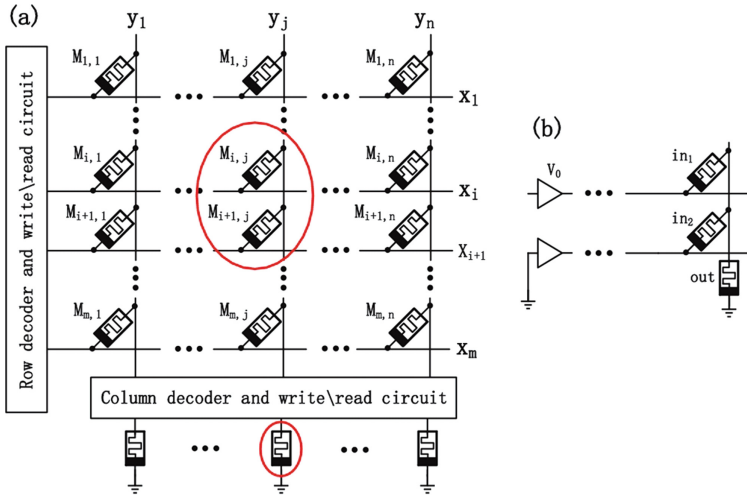 (a)
y1 yj yn
M1,1 M1,j M1,n
x1
Mi,1 Mi,j Mi,n
xi
Mi+1,1 Mi+1,j Mi+1,n
Xi+1
Mm,1 Mm,j Mm,n
xm
Row decoder and write\read circuit
Column decoder and write\read circuit
(b)
in1
V0
in2
out